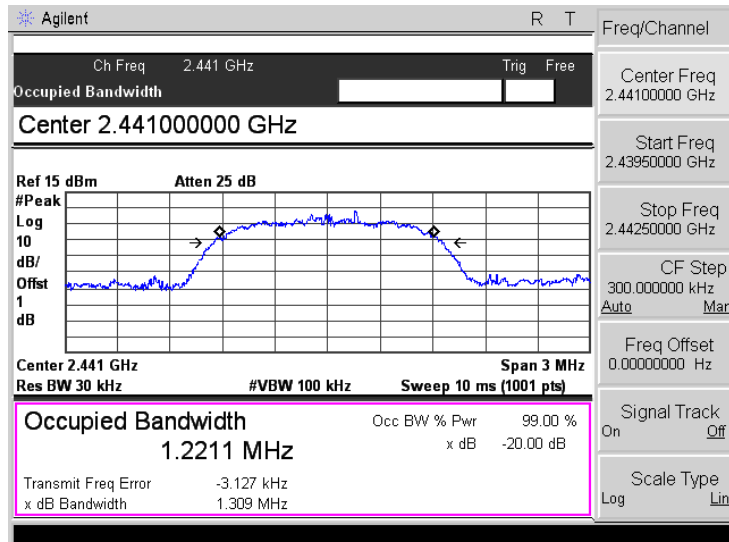 Agilent R T
Freq/Channel
Ch Freq 2.441 GHz Trig Free
Occupied Bandwidth
Center 2.441000000 GHz
Ref 15 dBm Atten 25 dB
#Peak
Log
10
dB/
Offst
1
dB
Center 2.441 GHz Span 3 MHz
Res BW 30 kHz #VBW 100 kHz Sweep 10 ms (1001 pts)
Occupied Bandwidth Occ BW % Pwr 99.00 %
1.2211 MHz x dB -20.00 dB
Transmit Freq Error -3.127 kHz
x dB Bandwidth 1.309 MHz
Center Freq
2.44100000 GHz
Start Freq
2.43950000 GHz
Stop Freq
2.44250000 GHz
CF Step
300.000000 kHz
Auto Man
Freq Offset
0.00000000 Hz
Signal Track
On Off
Scale Type
Log Lin